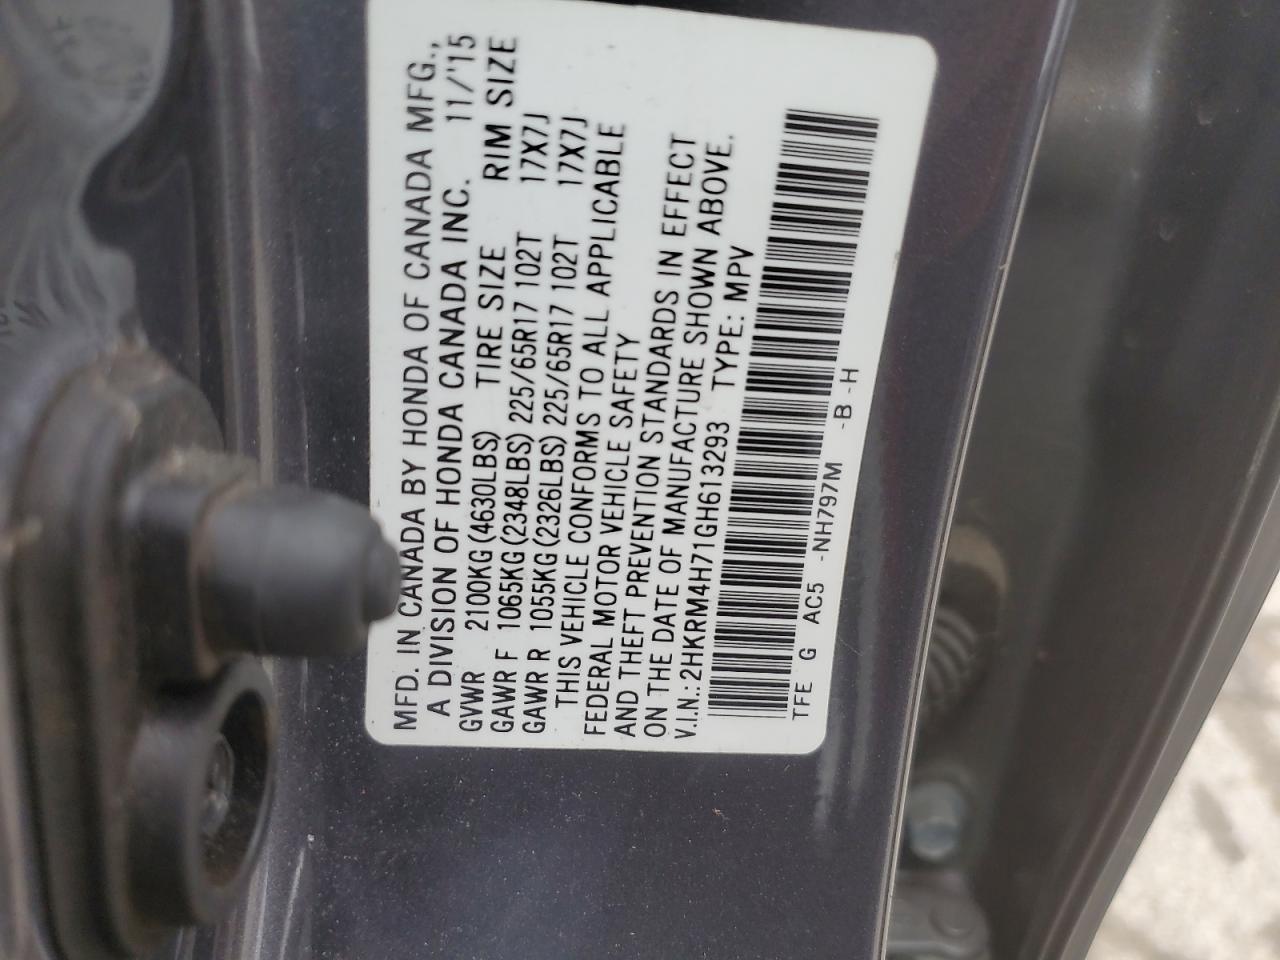 MFD. IN CANADA BY HONDA OF CANADA MFG.,
A DIVISION OF HONDA CANADA INC. 11/'15
GVWR 2100KG (4630LBS) TIRE SIZE RIM SIZE
GAWR F 1065KG (2348LBS) 225/65R17 102T 17X7J
GAWR R 1055KG (2326LBS) 225/65R17 102T 17X7J
THIS VEHICLE CONFORMS TO ALL APPLICABLE
FEDERAL MOTOR VEHICLE SAFETY
AND THEFT PREVENTION STANDARDS IN EFFECT
ON THE DATE OF MANUFACTURE SHOWN ABOVE.
V.I.N.:2HKRM4H71GH613293 TYPE: MPV
TFE G AC5 -NH797M -B -H